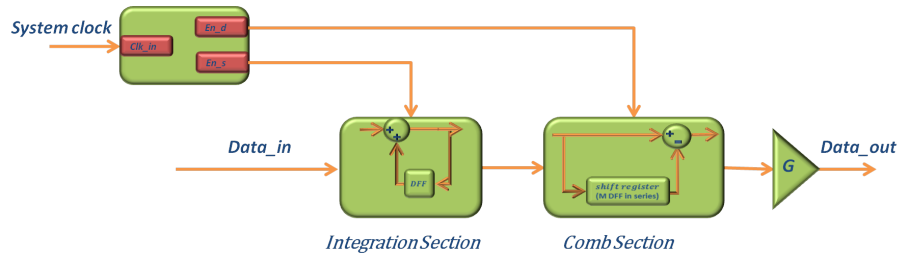 System clock
Clk_in
En_d
En_s
Data_in
+
+
DFF
Integration Section
+
-
shift register
(M DFF in series)
Comb Section
G
Data_out